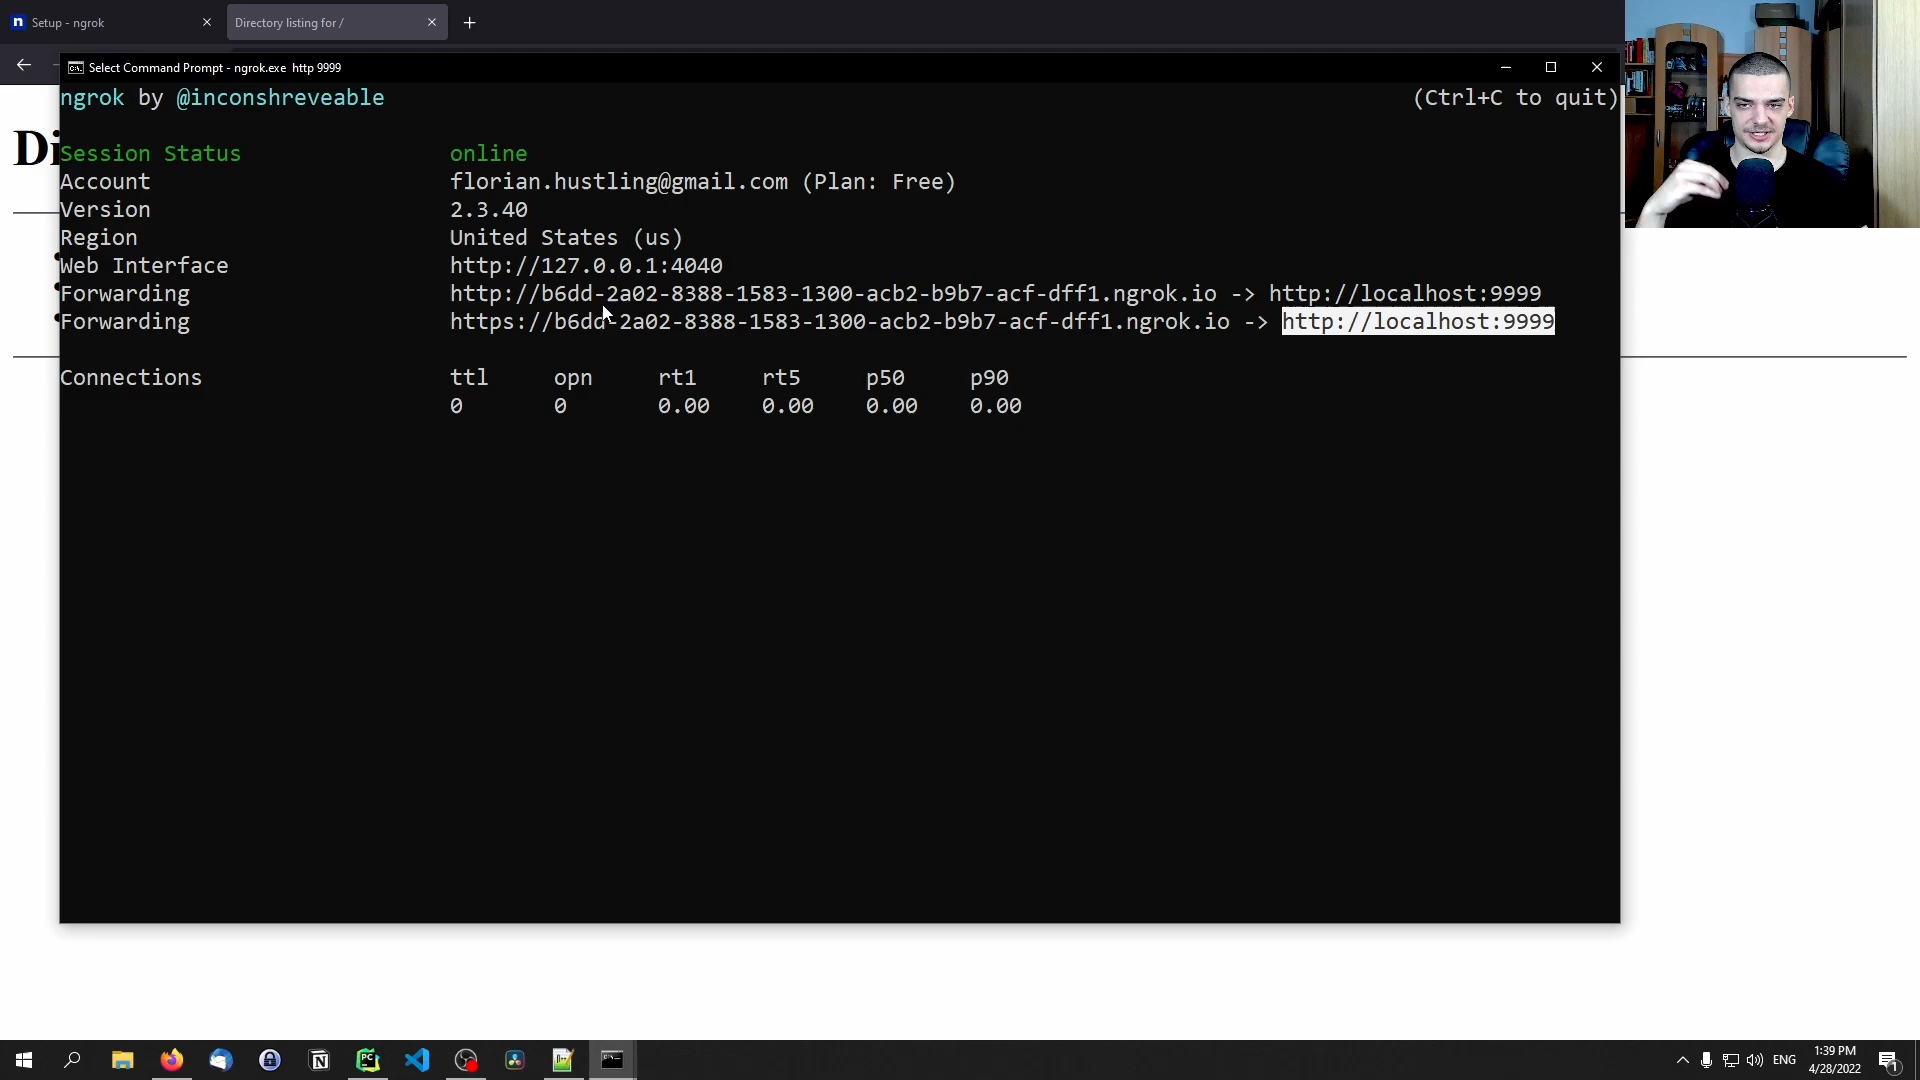 Setup - ngrok
Directory listing for /
Select Command Prompt - ngrok.exe http 9999
ngrok by @inconshreveable (Ctrl+C to quit)
Di
Session Status online
Account florian.hustling@gmail.com (Plan: Free)
Version 2.3.40
Region United States (us)
Web Interface http://127.0.0.1:4040
Forwarding http://b6dd-2a02-8388-1583-1300-acb2-b9b7-acf-dff1.ngrok.io -> http://localhost:9999
Forwarding https://b6dd-2a02-8388-1583-1300-acb2-b9b7-acf-dff1.ngrok.io -> http://localhost:9999
Connections ttl opn rt1 rt5 p50 p90
0 0 0.00 0.00 0.00 0.00
ENG
1:39 PM
4/28/2022
1